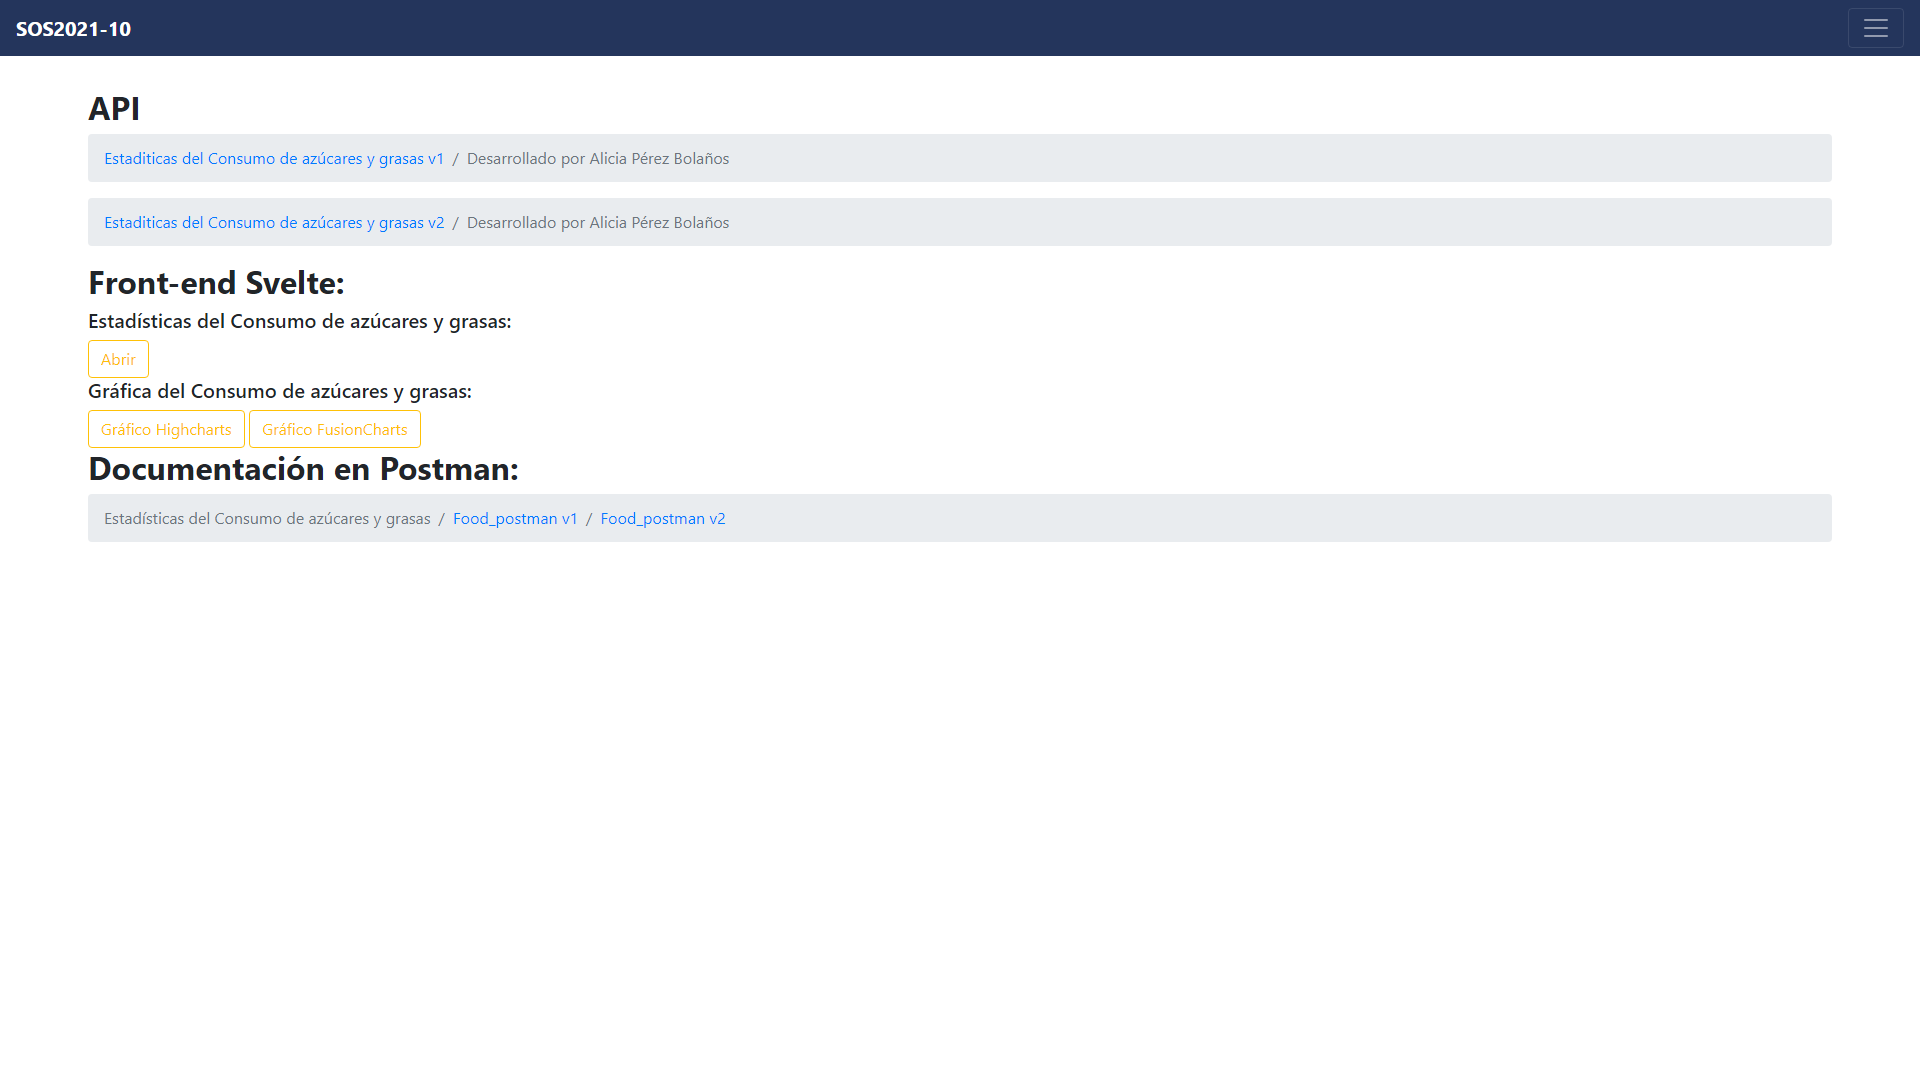 SOS2021-10
API
Estaditicas del Consumo de azúcares y grasas v1 / Desarrollado por Alicia Pérez Bolaños
Estaditicas del Consumo de azúcares y grasas v2 / Desarrollado por Alicia Pérez Bolaños
Front-end Svelte:
Estadísticas del Consumo de azúcares y grasas:
Abrir
Gráfica del Consumo de azúcares y grasas:
Gráfico Highcharts Gráfico FusionCharts
Documentación en Postman:
Estadísticas del Consumo de azúcares y grasas / Food_postman v1 / Food_postman v2